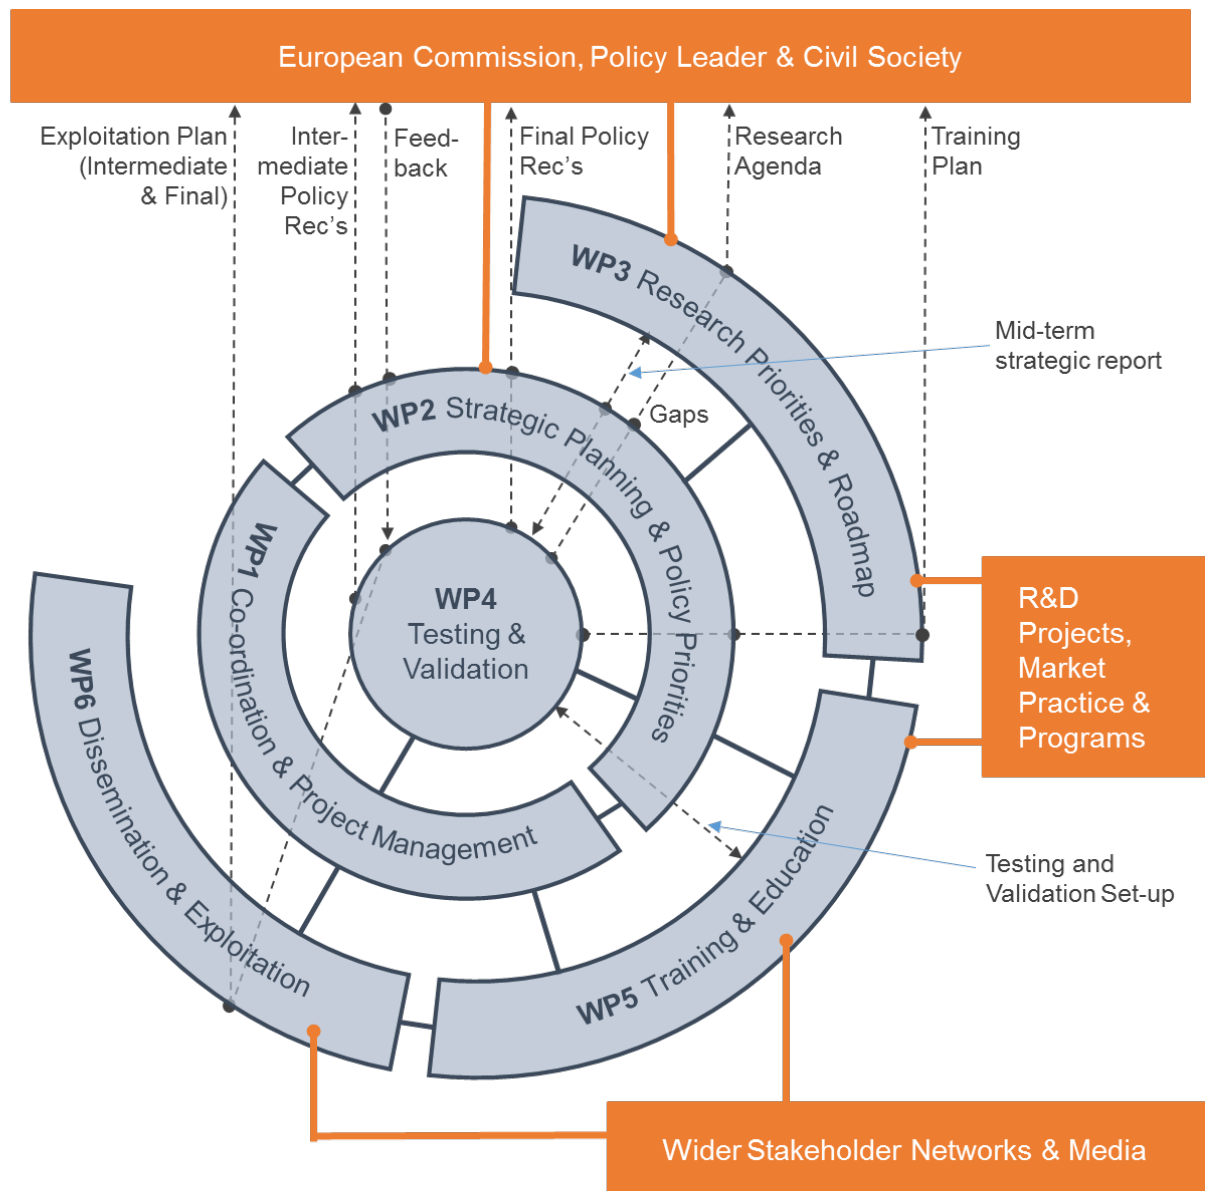 European Commission, Policy Leader & Civil Society
Exploitation Plan
(Intermediate
& Final)
Inter-
mediate
Policy
Rec's
Feed-
back
Final Policy
Rec's
Research
Agenda
Training
Plan
WP3 Research Priorities & Roadmap
Mid-term
strategic report
Gaps
WP2 Strategic Planning & Policy Priorities
WP1 Co-ordination & Project Management
WP4
Testing &
Validation
R&D
Projects,
Market
Practice &
Programs
WP6 Dissemination & Exploitation
WP5 Training & Education
Testing and
Validation Set-up
Wider Stakeholder Networks & Media